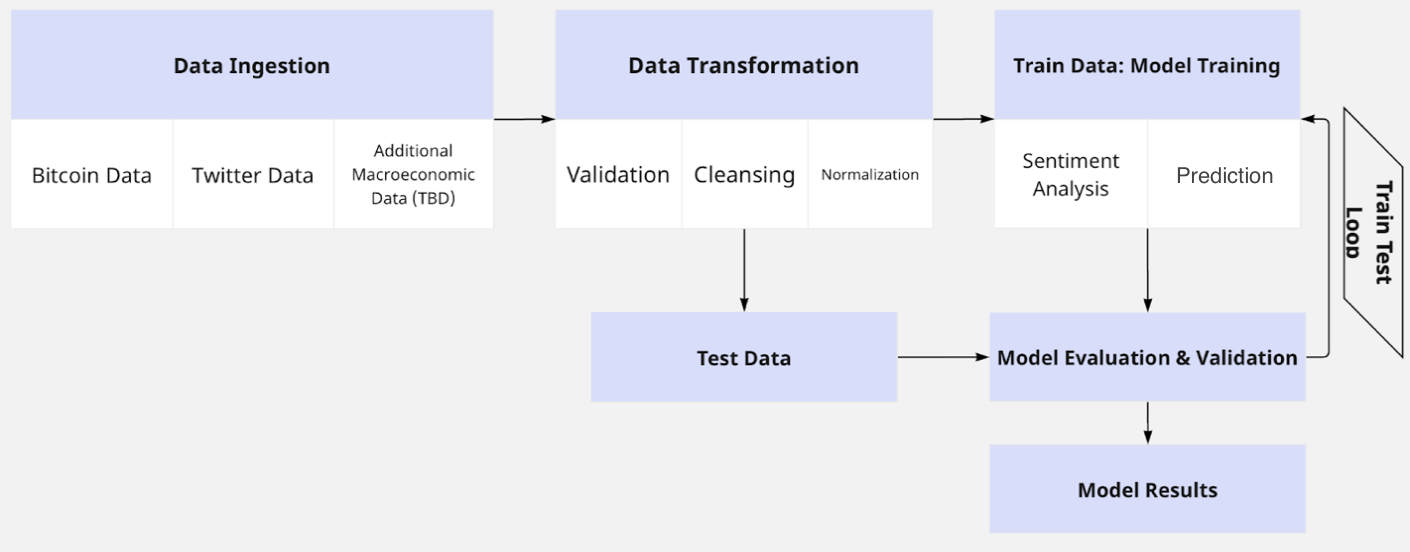 Data Ingestion
Bitcoin Data
Twitter Data
Additional
Macroeconomic
Data (TBD)
Data Transformation
Validation
Cleansing
Normalization
Train Data: Model Training
Sentiment
Analysis
Prediction
Train Test
Loop
Test Data
Model Evaluation & Validation
Model Results